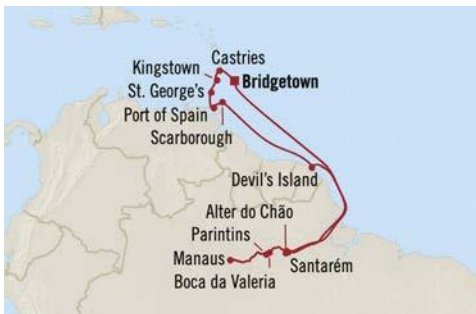 Castries
Kingstown
Bridgetown
St. George's
Port of Spain
Scarborough
Devil's Island
Alter do Chão
Parintins
Manaus
Santarém
Boca da Valeria